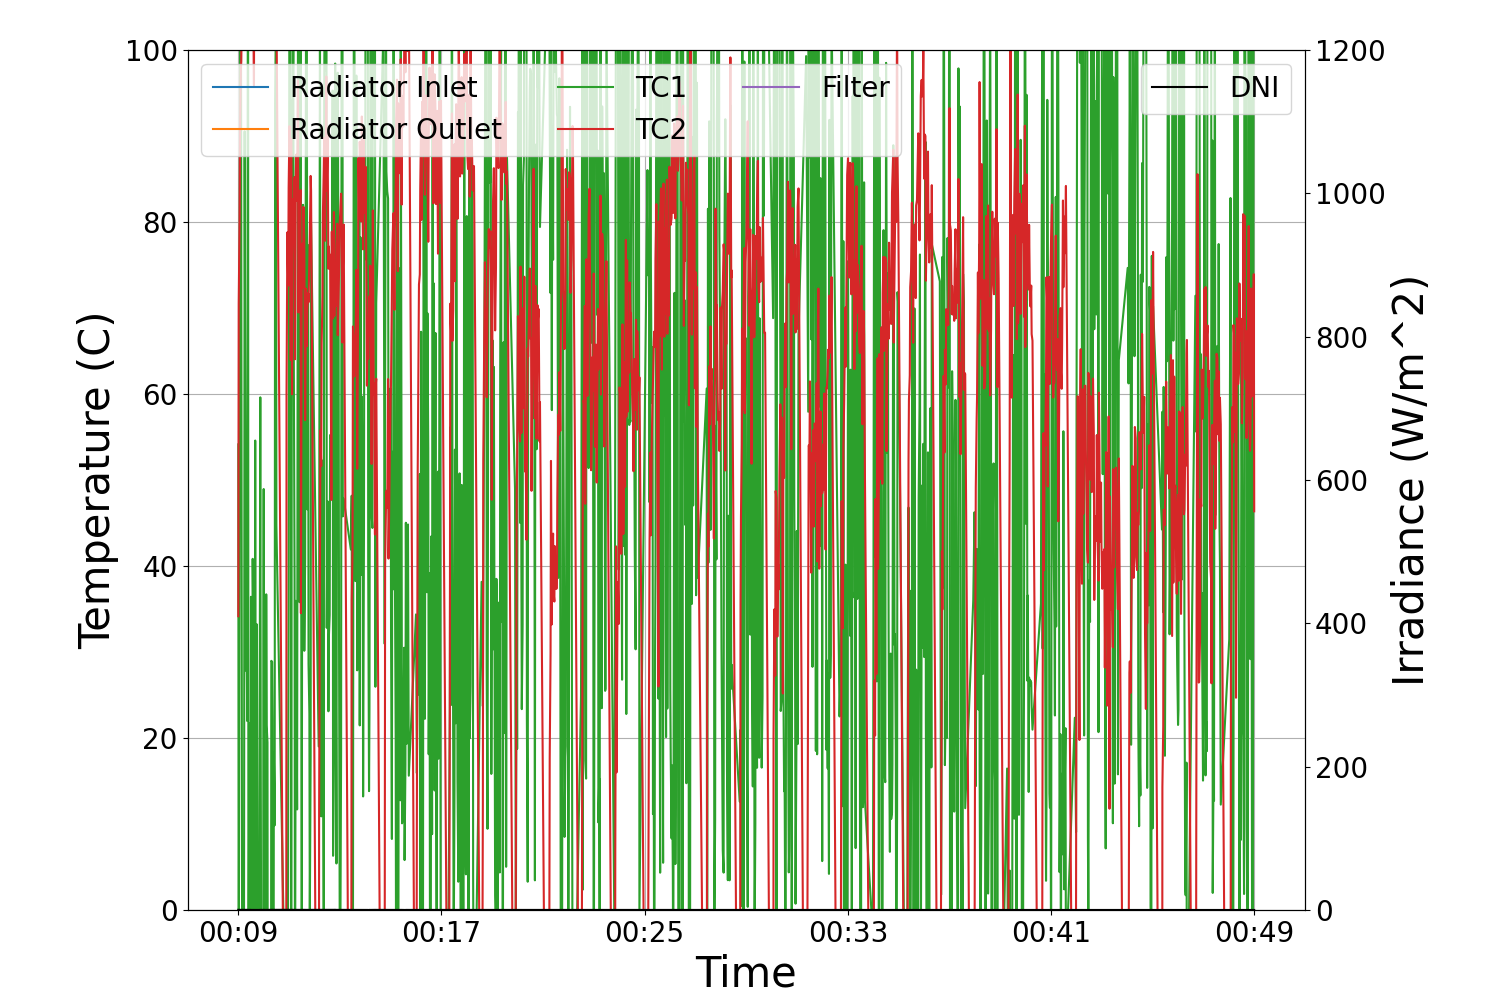 100
80
60
40
20
0
Temperature (C)
Radiator Inlet
Radiator Outlet
TC1
TC2
Filter
DNI
1200
1000
800
600
400
200
0
Irradiance (W/m^2)
00:09
00:17
00:25
00:33
00:41
00:49
Time